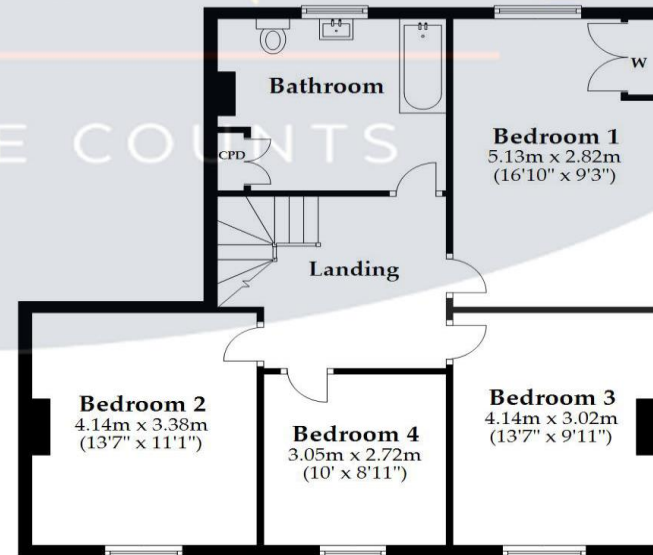 Bathroom
CPD
E COUNTS
W
Bedroom 1
5.13m x 2.82m
(16'10" x 9'3")
Landing
Bedroom 2
4.14m x 3.38m
(13'7" x 11'1")
Bedroom 4
3.05m x 2.72m
(10' x 8'11")
Bedroom 3
4.14m x 3.02m
(13'7" x 9'11")